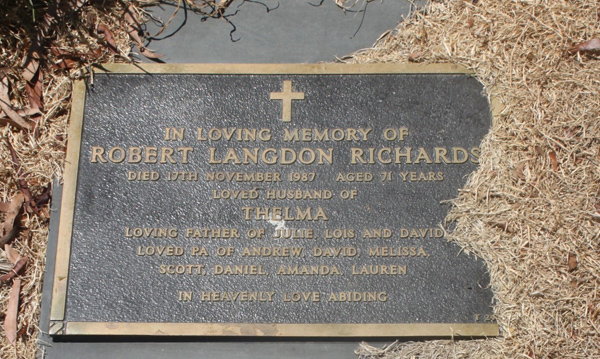 IN LOVING MEMORY OF
ROBERT LANGDON RICHARDS
DIED 17TH NOVEMBER 1987 AGED 71 YEARS
LOVED HUSBAND OF
THELMA
LOVING FATHER OF JULIE, LOIS AND DAVID
LOVED PA OF ANDREW, DAVID, MELISSA,
SCOTT, DANIEL, AMANDA, LAUREN
IN HEAVENLY LOVE ABIDING